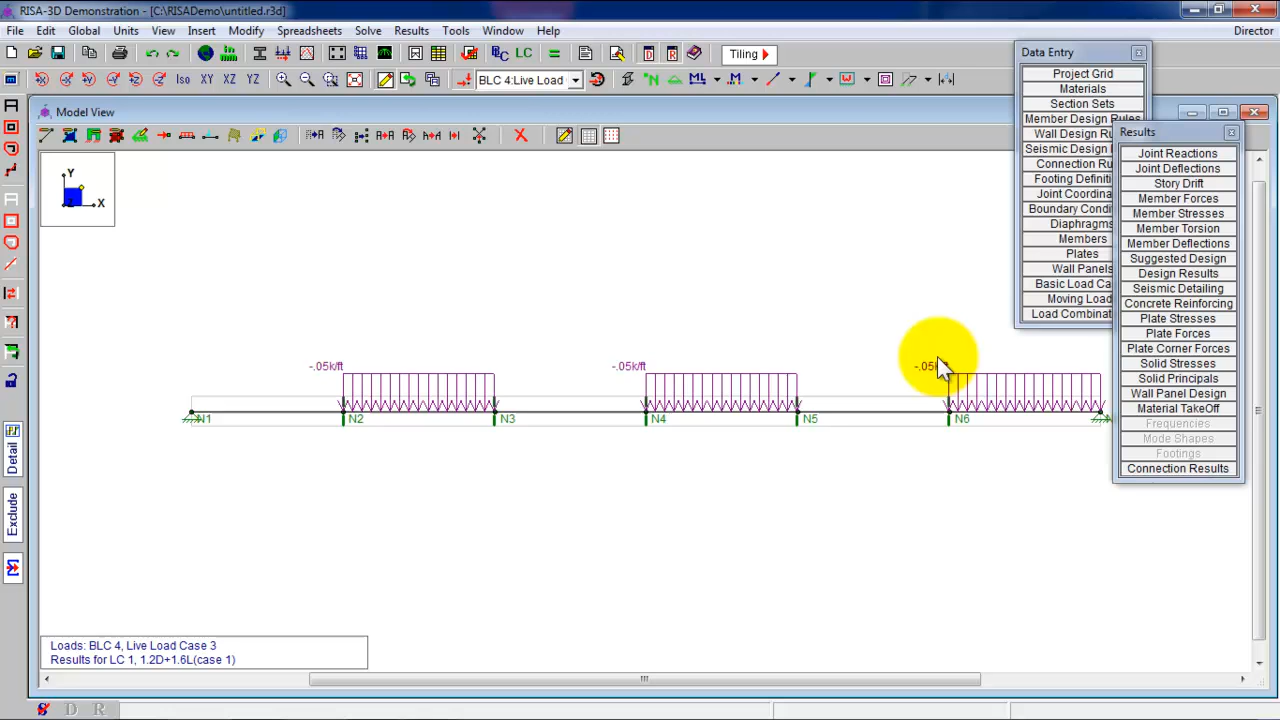 RISA-3D Demonstration - [C:\RISADemo\untitled.r3d]
File Edit Global Units View Insert Modify Spreadsheets Solve Results Tools Window Help Director
LC Tiling
Iso XY XZ YZ BLC 4:Live Load
Model View
Data Entry
Project Grid
Materials
Section Sets
Member Design Rules
Wall Design Ru
Seismic Design
Connection Ru
Footing Definiti
Joint Coordina
Boundary Condi
Diaphragms
Members
Plates
Wall Panels
Basic Load Ca
Moving Load
Load Combinat
Results
Joint Reactions
Joint Deflections
Story Drift
Member Forces
Member Stresses
Member Torsion
Member Deflections
Suggested Design
Design Results
Seismic Detailing
Concrete Reinforcing
Plate Stresses
Plate Forces
Plate Corner Forces
Solid Stresses
Solid Principals
Wall Panel Design
Material TakeOff
Frequencies
Mode Shapes
Footings
Connection Results
Y
Z X
-.05k/ft -.05k/ft -.05k
N1 N2 N3 N4 N5 N6
Detail
Exclude
Loads: BLC 4, Live Load Case 3
Results for LC 1, 1.2D+1.6L(case 1)
D R